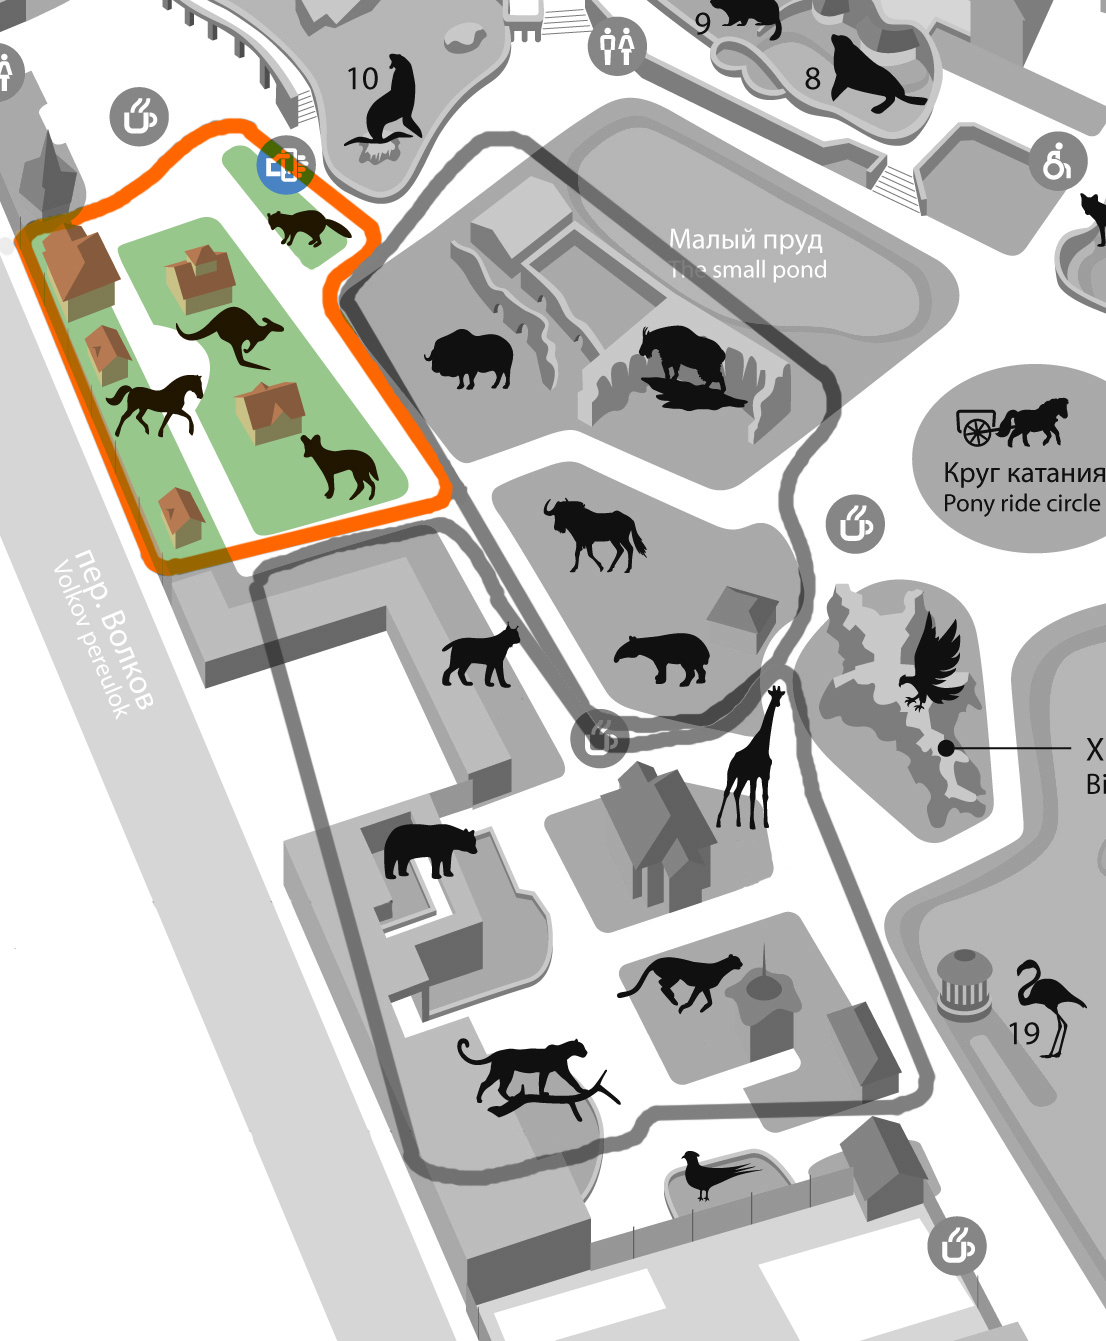 9
10
8
Малый пруд
The small pond
Круг катания
Pony ride circle
пер. Волков
Volkov pereulok
Х
Bi
19